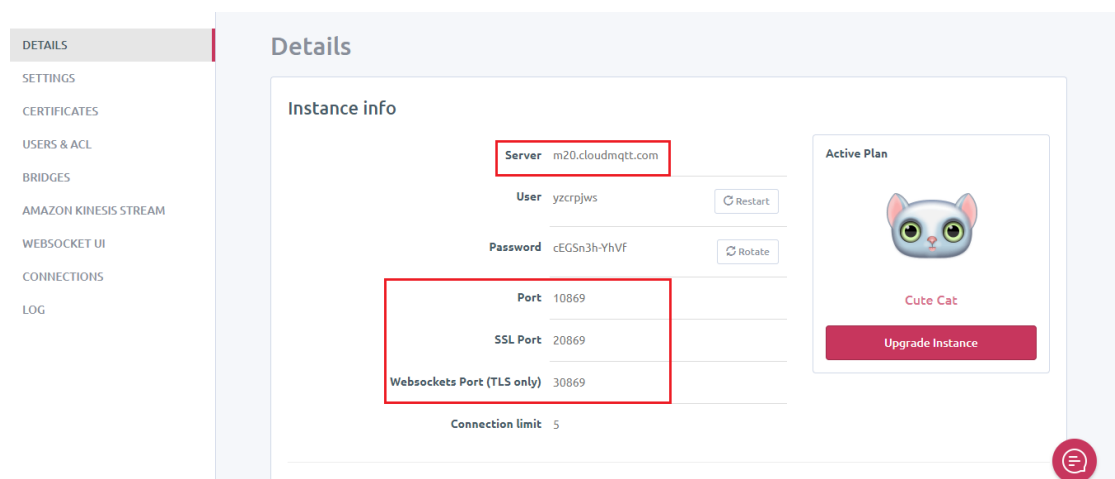 DETAILS
SETTINGS
CERTIFICATES
USERS & ACL
BRIDGES
AMAZON KINESIS STREAM
WEBSOCKET UI
CONNECTIONS
LOG
Details
Instance info
Server m20.cloudmqtt.com
User yzcrpjws Restart
Password cEGSn3h-YhVf Rotate
Port 10869
SSL Port 20869
Websockets Port (TLS only) 30869
Connection limit 5
Active Plan
Cute Cat
Upgrade Instance